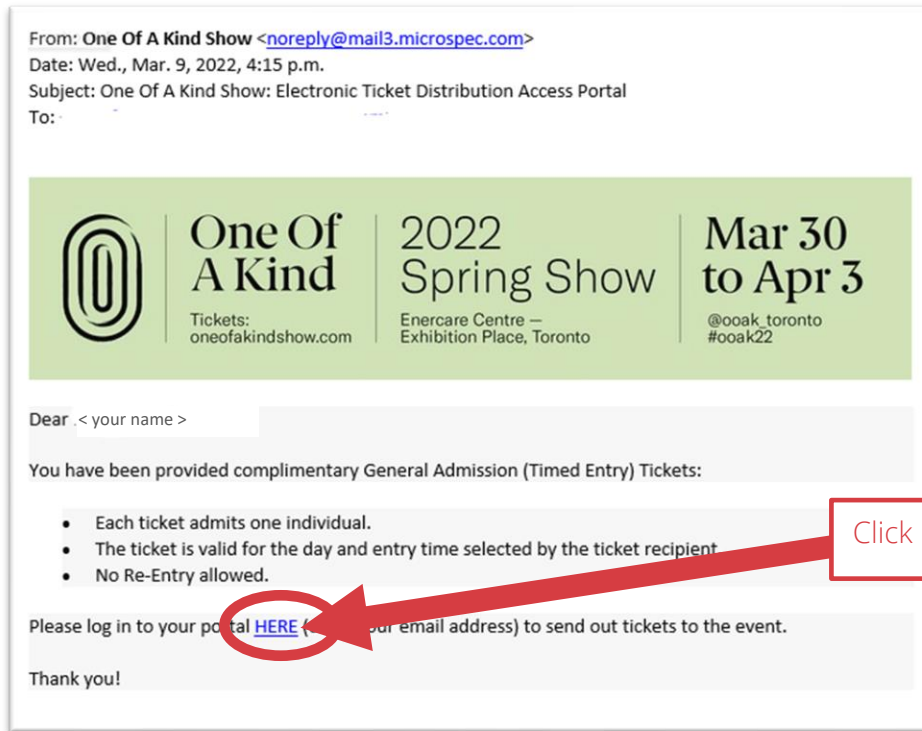 From: One Of A Kind Show <noreply@mail3.microspec.com>
Date: Wed., Mar. 9, 2022, 4:15 p.m.
Subject: One Of A Kind Show: Electronic Ticket Distribution Access Portal
To:
One Of
A Kind
Tickets:
oneofakindshow.com
2022
Spring Show
Enercare Centre —
Exhibition Place, Toronto
Mar 30
to Apr 3
@ooak_toronto
#ooak22
Dear < your name >
You have been provided complimentary General Admission (Timed Entry) Tickets:
• Each ticket admits one individual.
• The ticket is valid for the day and entry time selected by the ticket recipient
• No Re-Entry allowed.
Click
Please log in to your portal HERE ( email address) to send out tickets to the event.
Thank you!